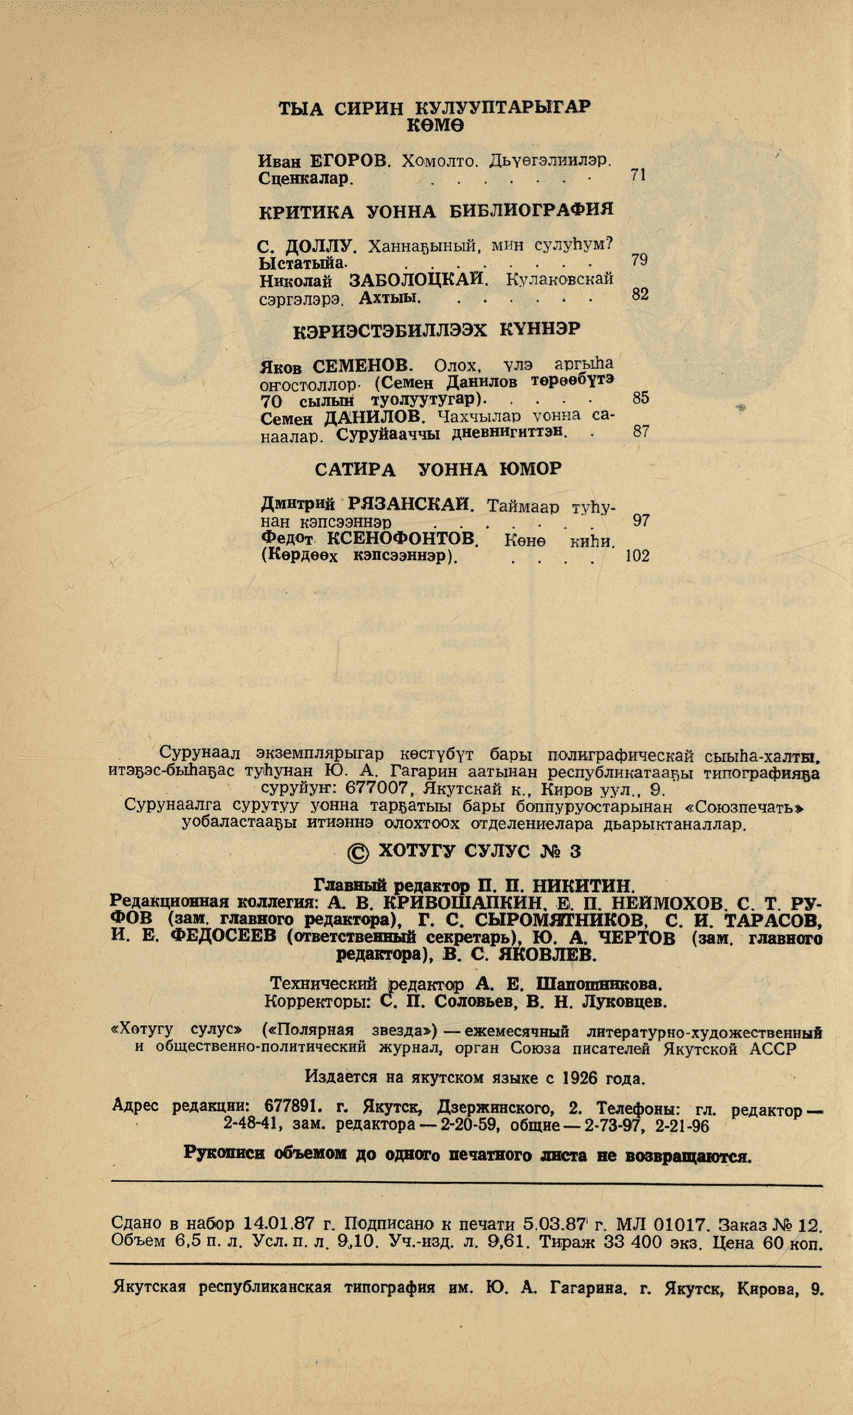 ТЫА СИРИН КУЛУУПТАРЫГАР
КӨМӨ
Иван ЕГОРОВ. Хомолто. Дьүөгэлиилэр.
Сценкалар. . . . . . . . 71
КРИТИКА УОННА БИБЛИОГРАФИЯ
С. ДОЛЛУ. Ханнаҕыный, мин сулуһум?
Ыстатыйа. . . . . . . . . 79
Николай ЗАБОЛОЦКАЙ. Кулаковскай
сэргэлэрэ. Ахтыы. . . . . . . 82
КЭРИЭСТЭБИЛЛЭЭХ КҮННЭР
Яков СЕМЕНОВ. Олох, үлэ аргыһа
оҥостоллор. (Семен Данилов төрөөбүтэ
70 сылын туолуутугар). . . . . 85
Семен ДАНИЛОВ. Чахчылар уонна са-
наалар. Суруйааччы дневнигиттэн. . 87
САТИРА УОННА ЮМОР
Дмитрий РЯЗАНСКАЙ. Таймаар туһу-
нан кэпсээннэр . . . . . . . 97
Федот КСЕНОФОНТОВ. Көнө киһи.
(Көрдөөх кэпсээннэр). . . . . 102
Сурунаал экземплярыгар көстүбүт бары полиграфическай сыыһа-халты,
итэҕэс-быһаҕас туһунан Ю. А. Гагарин аатынан республикатааҕы типографияҕа
суруйуҥ: 677007, Якутскай к., Киров уул., 9.
Сурунаалга сурутуу уонна тарҕатыы бары боппуруостарынан «Союзпечать»
уобаластааҕы итиэннэ олохтоох отделениелара дьарыктаналлар.
© ХОТУГУ СУЛУС № 3
Главный редактор П. П. НИКИТИН.
Редакционная коллегия: А. В. КРИВОШАПКИН, Е. П. НЕЙМОХОВ, С. Т. РУ-
ФОВ (зам. главного редактора), Г. С. СЫРОМЯТНИКОВ, С. И. ТАРАСОВ,
И. Е. ФЕДОСЕЕВ (ответственный секретарь), Ю. А. ЧЕРТОВ (зам. главного
редактора), В. С. ЯКОВЛЕВ.
Технический редактор А. Е. Шапошникова.
Корректоры: С. П. Соловьев, В. Н. Луковцев.
«Хотугу сулус» («Полярная звезда») — ежемесячный литературно-художественный
и общественно-политический журнал, орган Союза писателей Якутской АССР
Издается на якутском языке с 1926 года.
Адрес редакции: 677891. г. Якутск, Дзержинского, 2. Телефоны: гл. редактор —
2-48-41, зам. редактора — 2-20-59, общие — 2-73-97, 2-21-96
Рукописи объемом до одного печатного листа не возвращаются.
Сдано в набор 14.01.87 г. Подписано к печати 5.03.87 г. МЛ 01017. Заказ № 12.
Объем 6,5 п. л. Усл. п. л. 9,10. Уч.-изд. л. 9,61. Тираж 33 400 экз. Цена 60 коп.
Якутская республиканская типография им. Ю. А. Гагарина. г. Якутск, Кирова, 9.